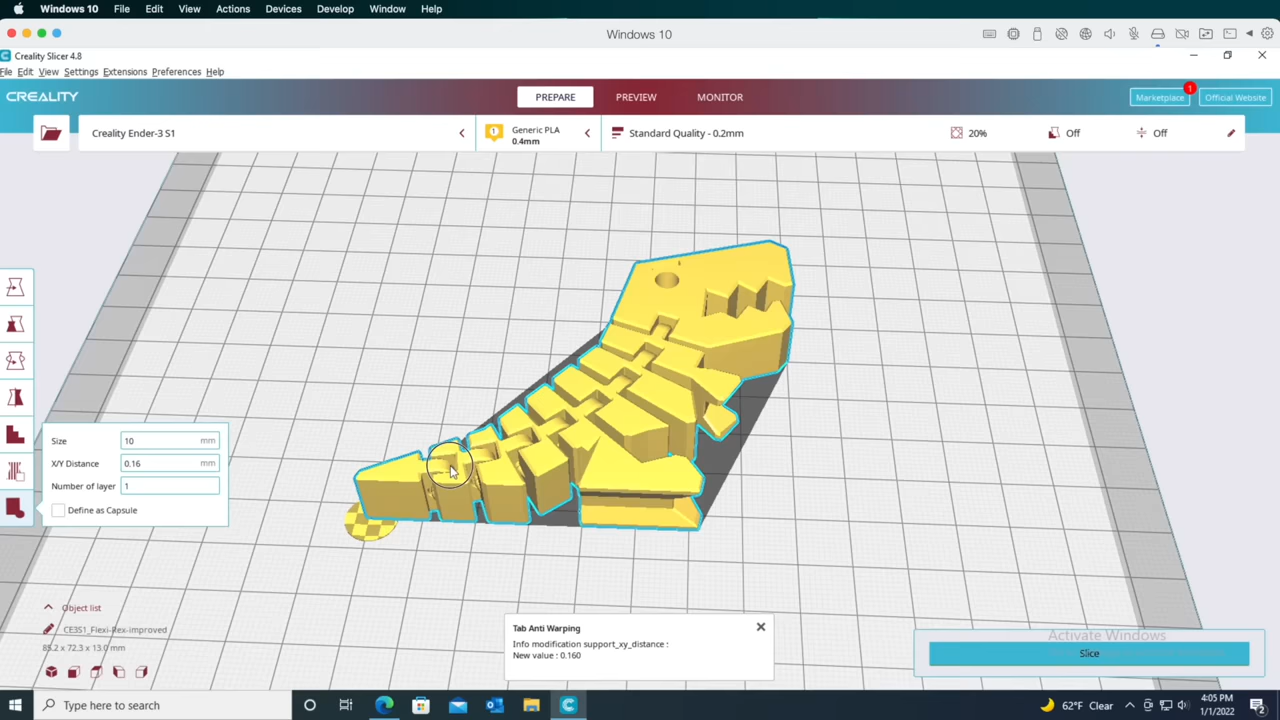 Windows 10 File Edit View Actions Devices Develop Window Help
Windows 10
Creality Slicer 4.8
File Edit View Settings Extensions Preferences Help
CREALITY
PREPARE PREVIEW MONITOR
Marketplace 1 Official Website
Creality Ender-3 S1
1 Generic PLA
0.4mm
Standard Quality - 0.2mm
20% Off Off
Size 10 mm
X/Y Distance 0.16 mm
Number of layer 1
Define as Capsule
Object list
CE3S1_Flexi-Rex-improved
85.2 x 72.3 x 13.0 mm
Tab Anti Warping
Info modification support_xy_distance :
New value : 0.160
Activate Windows
Slice
Type here to search
62°F Clear
4:05 PM
1/1/2022
2